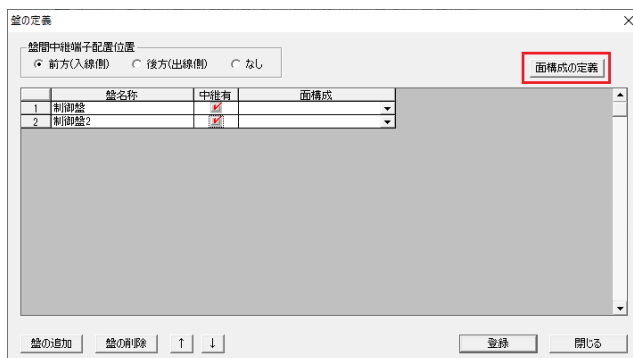 盤の定義
盤間中継端子配置位置
前方(入線側) 後方(出線側) なし
面構成の定義
盤名称 中継有 面構成
1 制御盤
2 制御盤2
盤の追加 盤の削除 ↑ ↓ 登録 閉じる